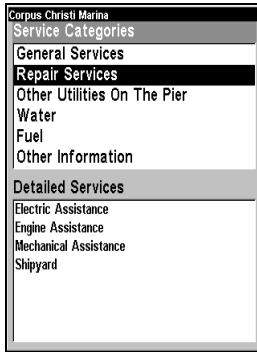 Corpus Christi Marina
Service Categories
General Services
Repair Services
Other Utilities On The Pier
Water
Fuel
Other Information
Detailed Services
Electric Assistance
Engine Assistance
Mechanical Assistance
Shipyard